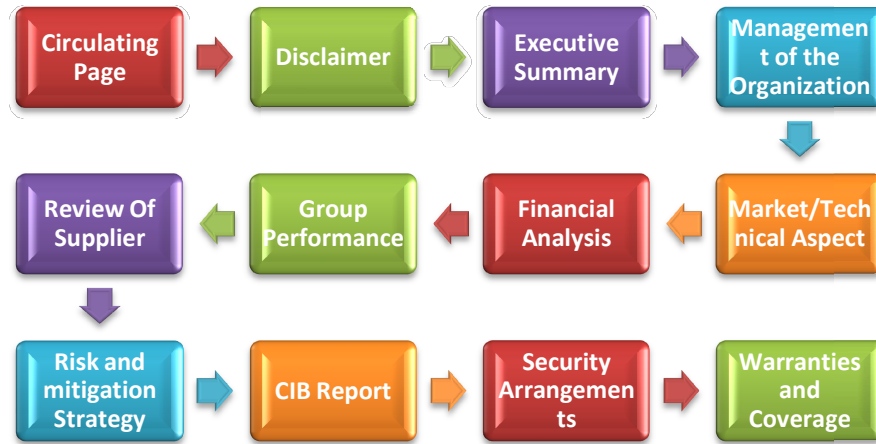 Circulating
Page
Disclaimer
Executive
Summary
Managemen
t of the
Organization
Market/Tech
nical Aspect
Financial
Analysis
Group
Performance
Review Of
Supplier
Risk and
mitigation
Strategy
CIB Report
Security
Arrangemen
ts
Warranties
and
Coverage